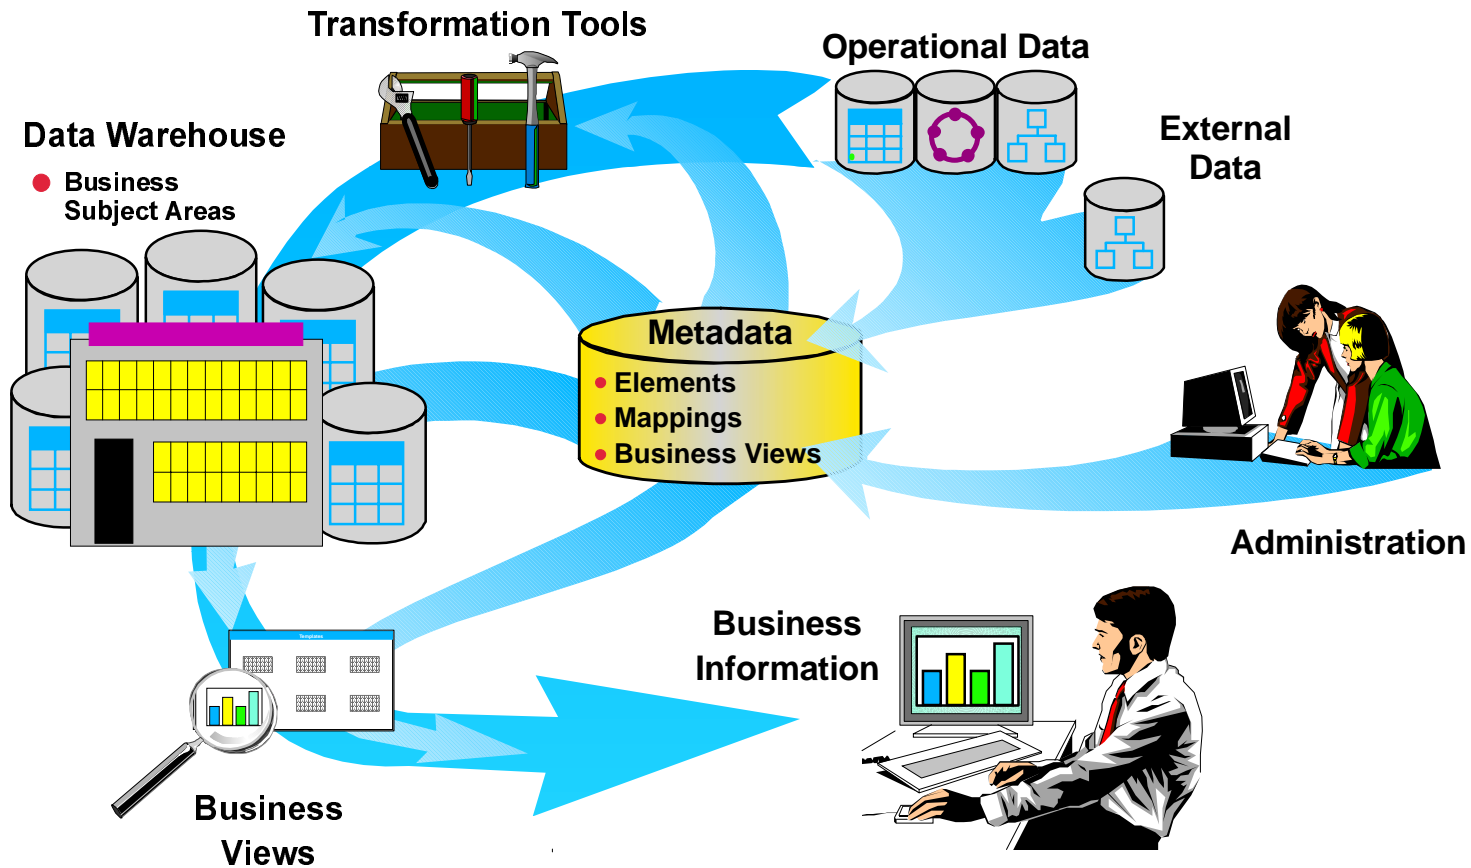 Transformation Tools
Operational Data
External
Data
Data Warehouse
Business
Subject Areas
Metadata
Elements
Mappings
Business Views
Administration
Templates
Business
Information
Business
Views